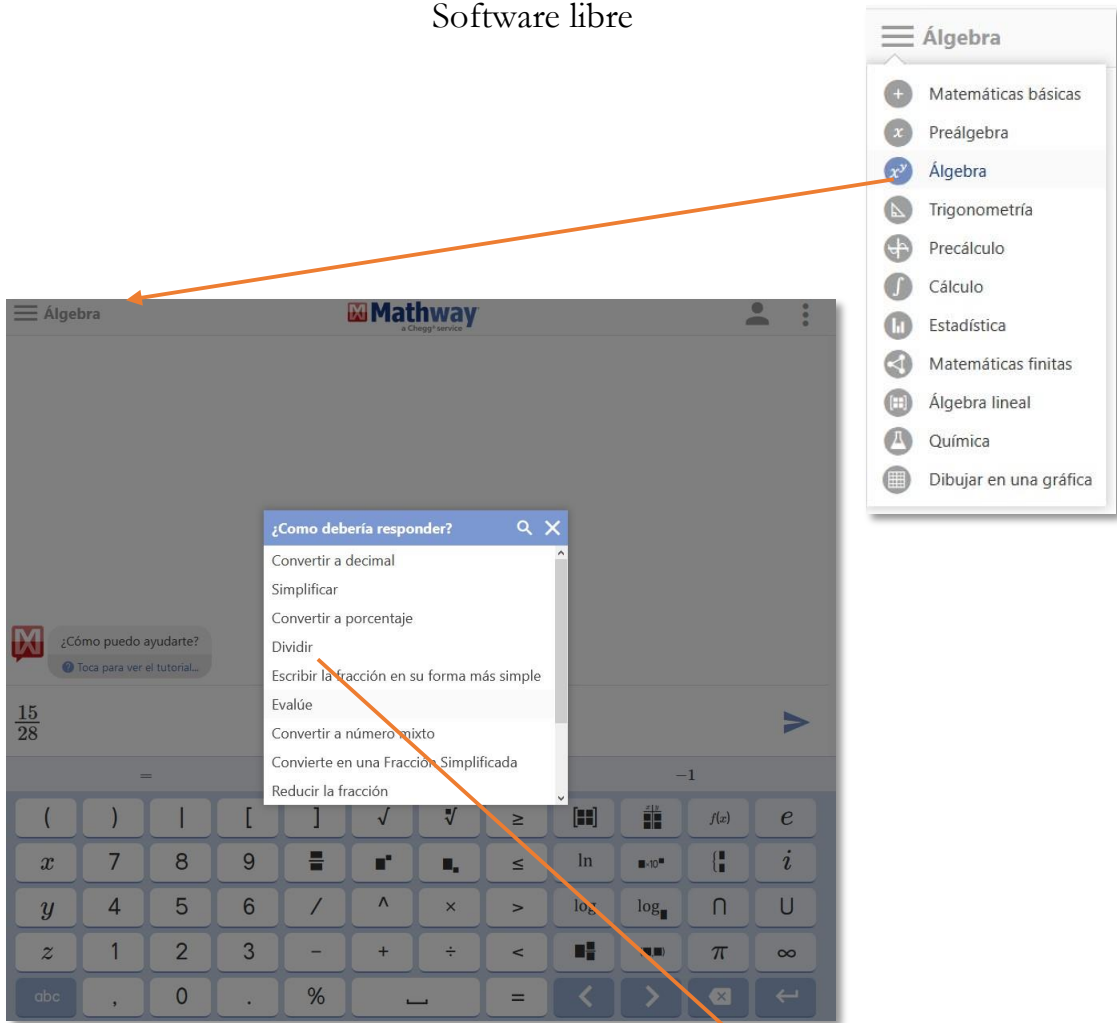 Software libre
Álgebra
Matemáticas básicas
Preálgebra
Álgebra
Trigonometría
Precálculo
Cálculo
Estadística
Matemáticas finitas
Álgebra lineal
Química
Dibujar en una gráfica
Álgebra
Mathway
a Chegg® service
¿Como debería responder?
Convertir a decimal
Simplificar
Convertir a porcentaje
Dividir
Escribir la fracción en su forma más simple
Evalúe
Convertir a número mixto
Convierte en una Fracción Simplificada
Reducir la fracción
¿Cómo puedo ayudarte?
Toca para ver el tutorial...
15
28
= −1
( ) | [ ] √ ∛ ≥ f(x) e
x 7 8 9 ≤ ln ■×10■ { i
y 4 5 6 / ^ × > log log ∩ U
z 1 2 3 − + ÷ < π ∞
abc , 0 . % = < >